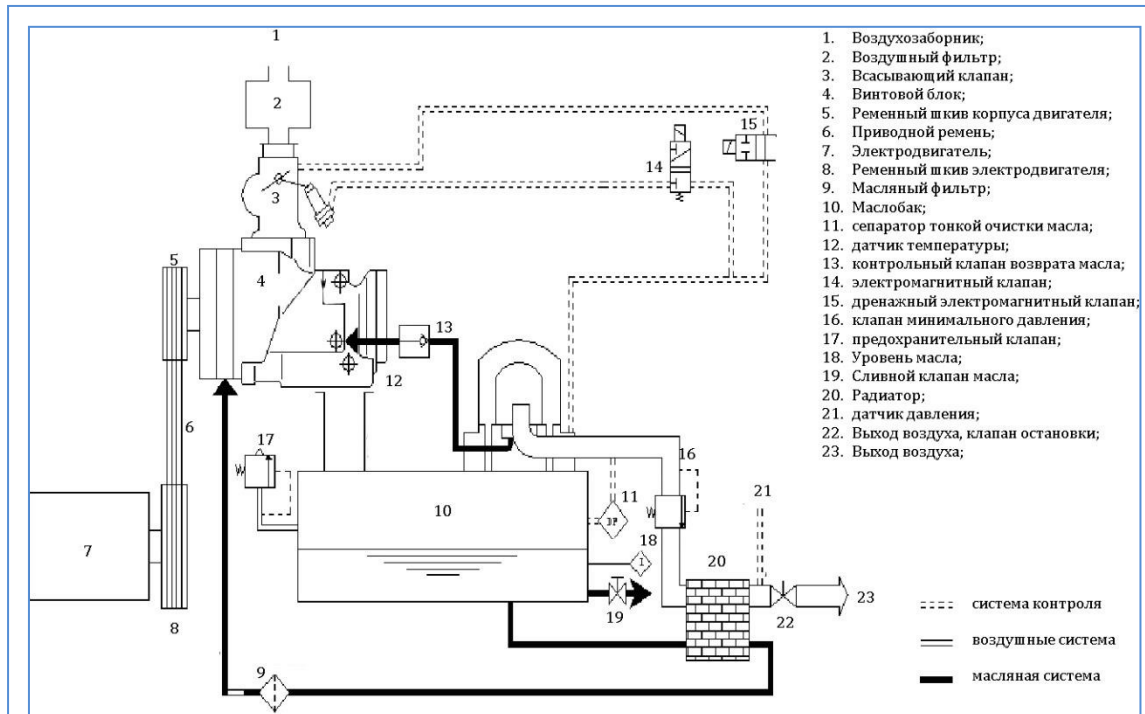 1
2
3
4
5
6
7
8
9
10
11
12
13
14
15
16
17
18
19
20
21
22
23
DP
I
1. Воздухозаборник;
2. Воздушный фильтр;
3. Всасывающий клапан;
4. Винтовой блок;
5. Ременный шкив корпуса двигателя;
6. Приводной ремень;
7. Электродвигатель;
8. Ременный шкив электродвигателя;
9. Масляный фильтр;
10. Маслобак;
11. сепаратор тонкой очистки масла;
12. датчик температуры;
13. контрольный клапан возврата масла;
14. электромагнитный клапан;
15. дренажный электромагнитный клапан;
16. клапан минимального давления;
17. предохранительный клапан;
18. Уровень масла;
19. Сливной клапан масла;
20. Радиатор;
21. датчик давления;
22. Выход воздуха, клапан остановки;
23. Выход воздуха;
система контроля
воздушные система
масляная система